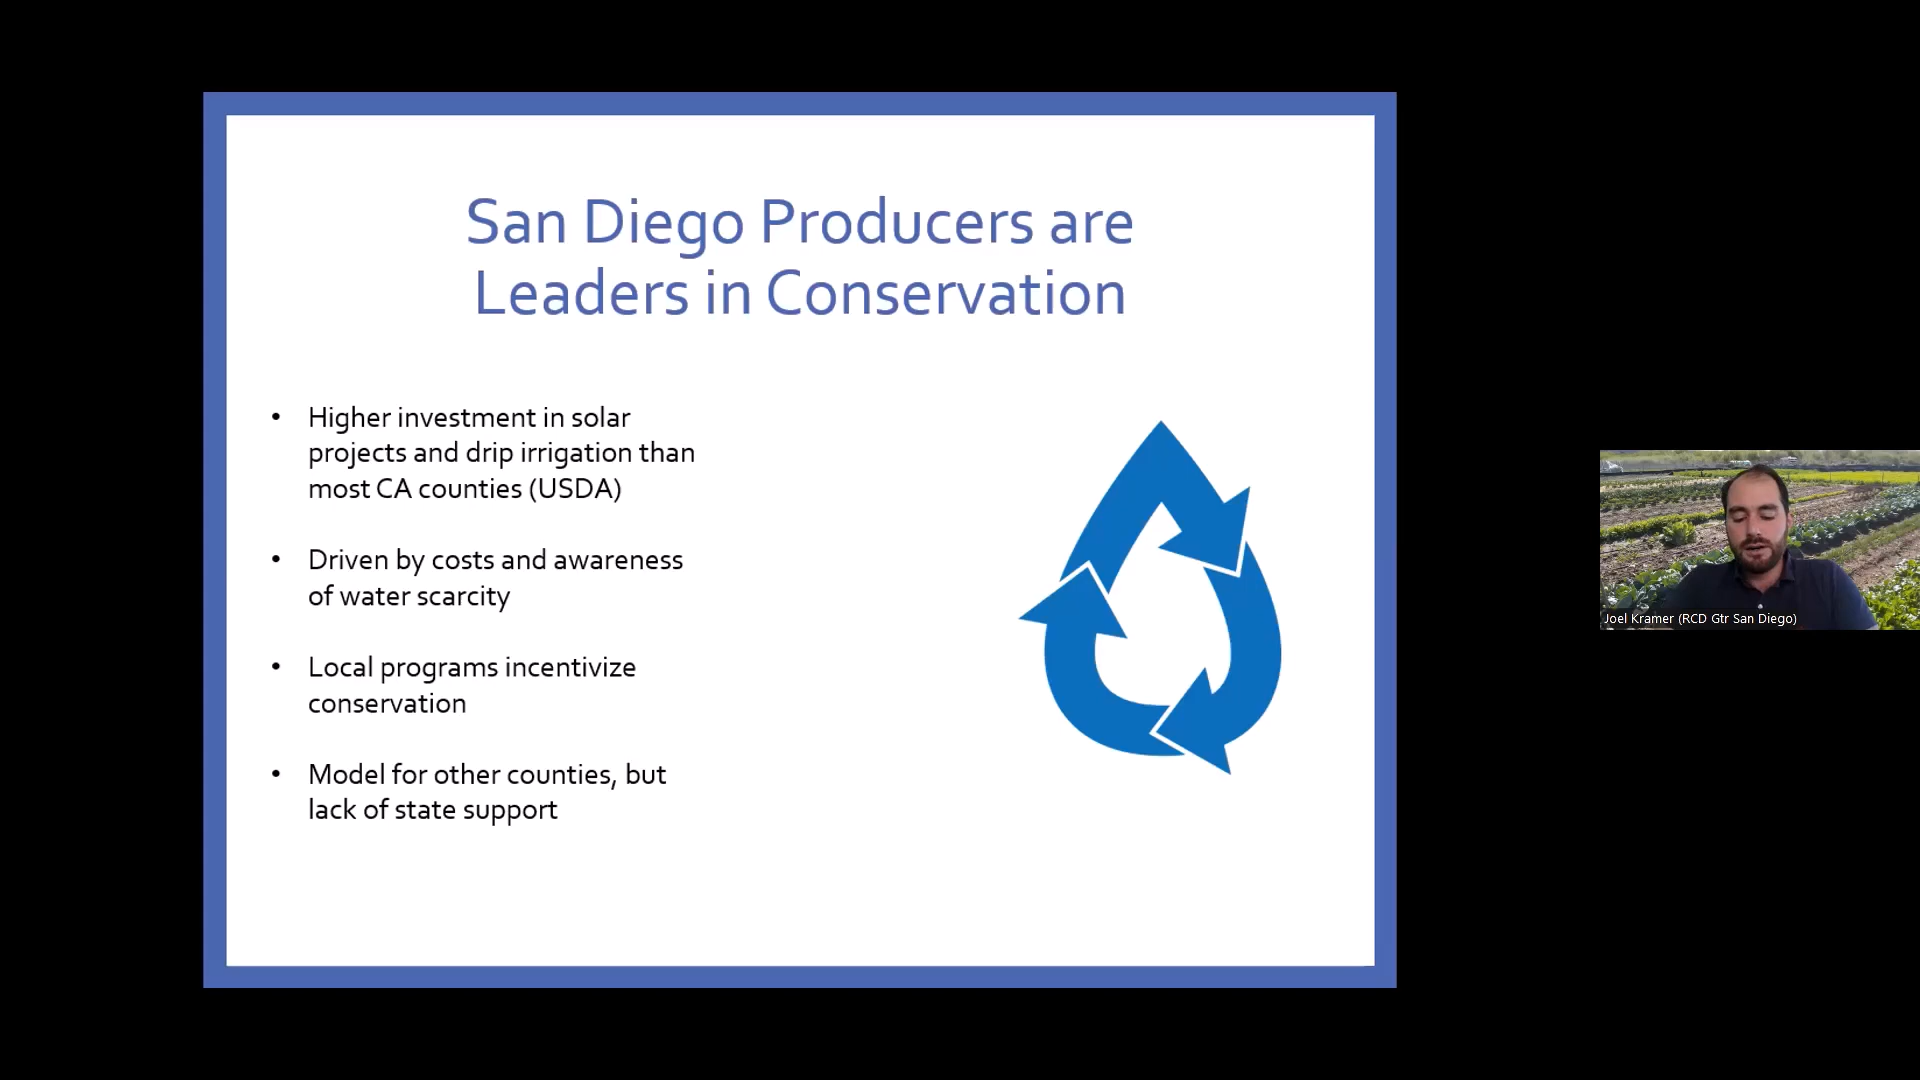 San Diego Producers are
Leaders in Conservation
• Higher investment in solar
projects and drip irrigation than
most CA counties (USDA)
• Driven by costs and awareness
of water scarcity
• Local programs incentivize
conservation
• Model for other counties, but
lack of state support
Joel Kramer (RCD Gtr San Diego)